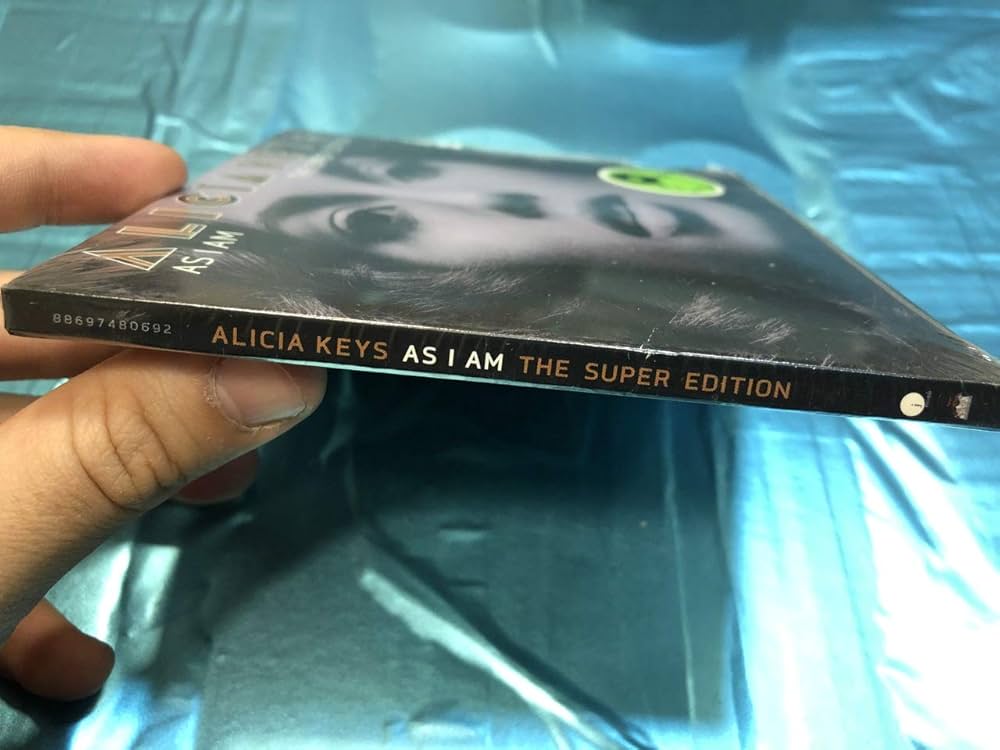 ALICIA
AS I AM
88697480692 ALICIA KEYS AS I AM THE SUPER EDITION